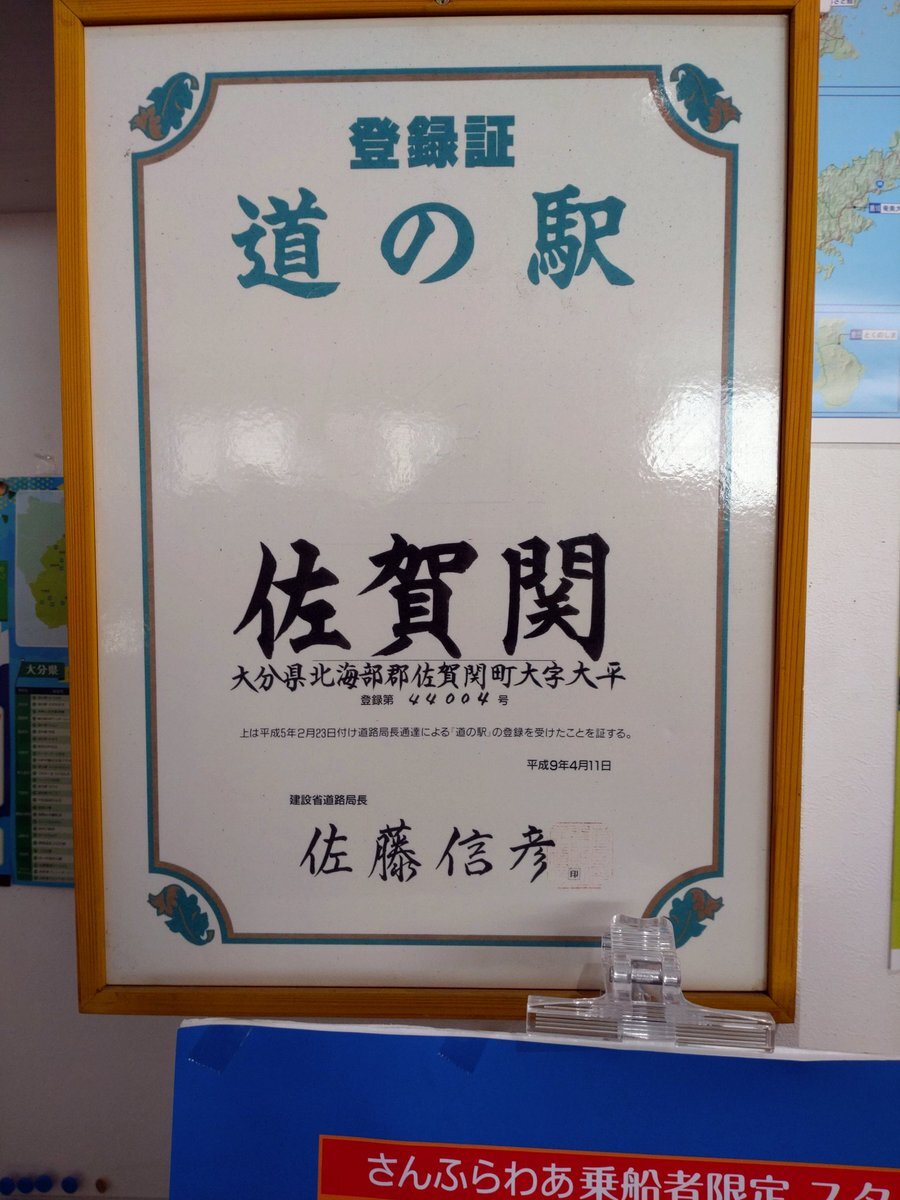 登録証
道の駅
佐賀関
大分県北海部郡佐賀関町大字大平
登録第 44004 号
上は平成5年2月23日付け道路局長通達による「道の駅」の登録を受けたことを証する。
平成9年4月11日
建設省道路局長
佐藤信彦
印
とくのしま
大分県
さんふらわあ乗船者限定 スタ